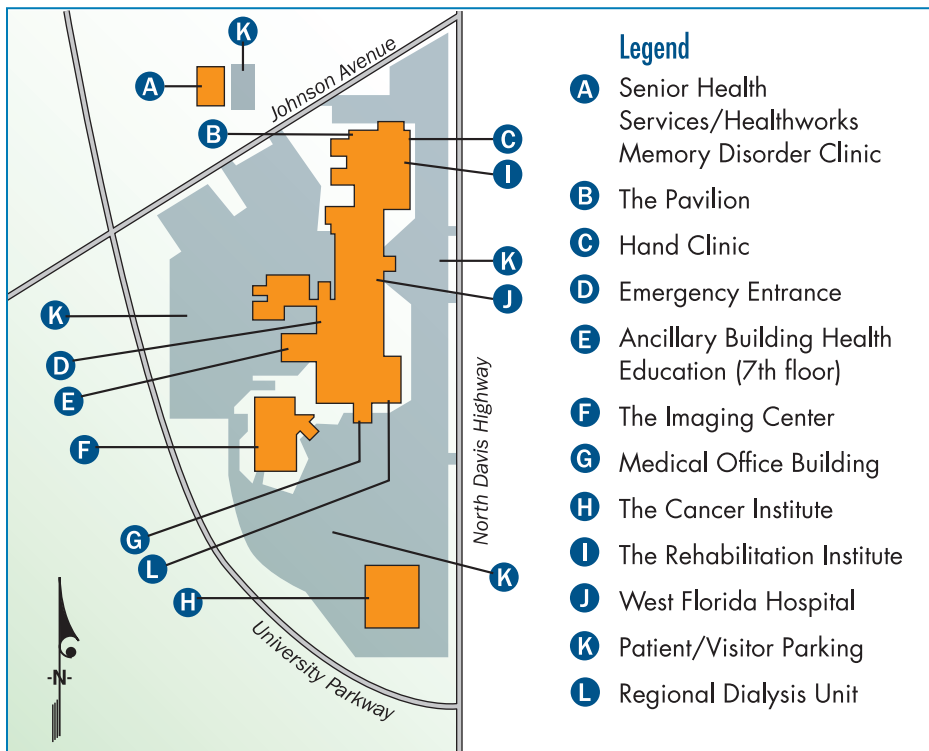 K
A
Johnson Avenue
B
C
I
K
K
J
D
E
F
North Davis Highway
G
L
K
H
University Parkway
-N-
Legend
A Senior Health
Services/Healthworks
Memory Disorder Clinic
B The Pavilion
C Hand Clinic
D Emergency Entrance
E Ancillary Building Health
Education (7th floor)
F The Imaging Center
G Medical Office Building
H The Cancer Institute
I The Rehabilitation Institute
J West Florida Hospital
K Patient/Visitor Parking
L Regional Dialysis Unit